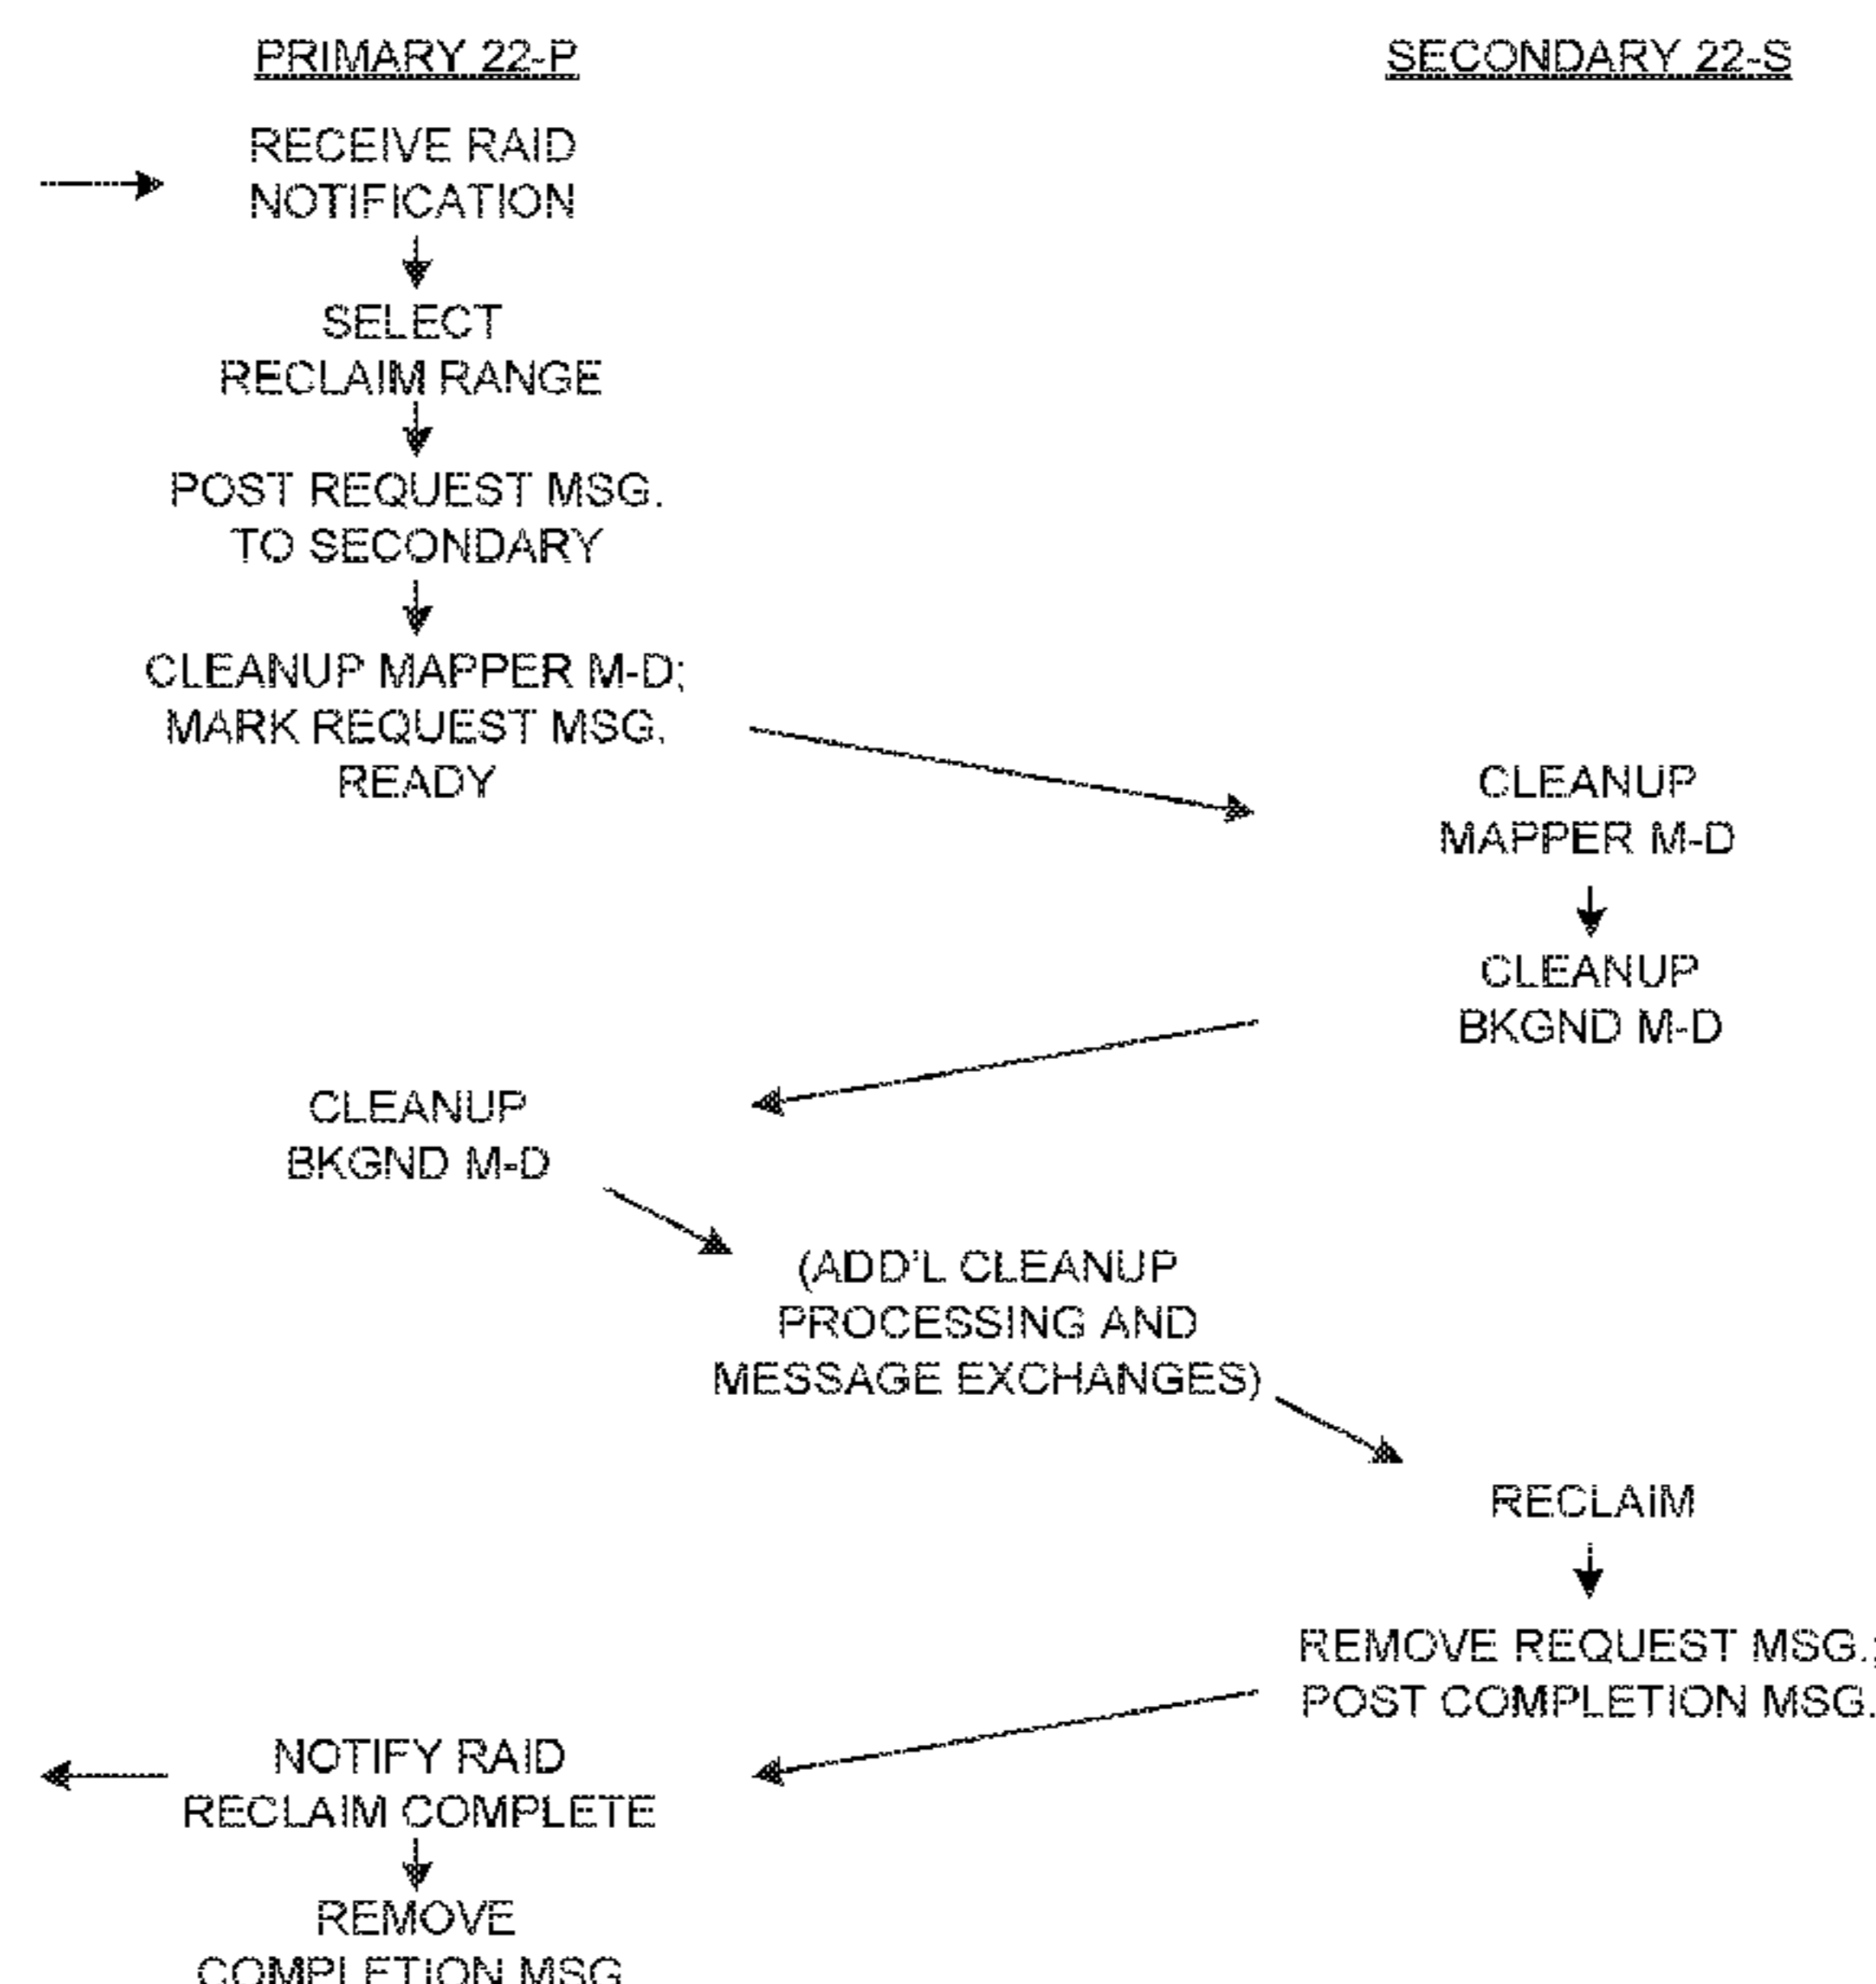 PRIMARY 22-P
SECONDARY 22-S
RECEIVE RAID
NOTIFICATION
SELECT
RECLAIM RANGE
POST REQUEST MSG.
TO SECONDARY
CLEANUP MAPPER M-D;
MARK REQUEST MSG.
READY
CLEANUP
MAPPER M-D
CLEANUP
BKGND M-D
CLEANUP
BKGND M-D
(ADD'L CLEANUP
PROCESSING AND
MESSAGE EXCHANGES)
RECLAIM
REMOVE REQUEST MSG.;
POST COMPLETION MSG.
NOTIFY RAID
RECLAIM COMPLETE
REMOVE
COMPLETION MSG